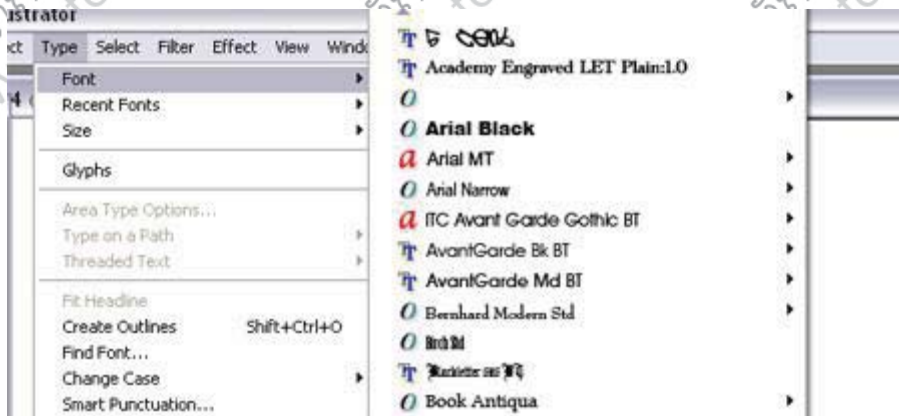 ustrator
ct Type Select Filter Effect View Windo
Font
Recent Fonts
Size
Glyphs
Area Type Options...
Type on a Path
Threaded Text
Fit Headline
Create Outlines Shift+Ctrl+O
Find Font...
Change Case
Smart Punctuation...
Academy Engraved LET Plain:1.0
Arial Black
Arial MT
Arial Narrow
ITC Avant Garde Gothic BT
AvantGarde Bk BT
AvantGarde Md BT
Bernhard Modern Std
Birch Std
Book Antiqua